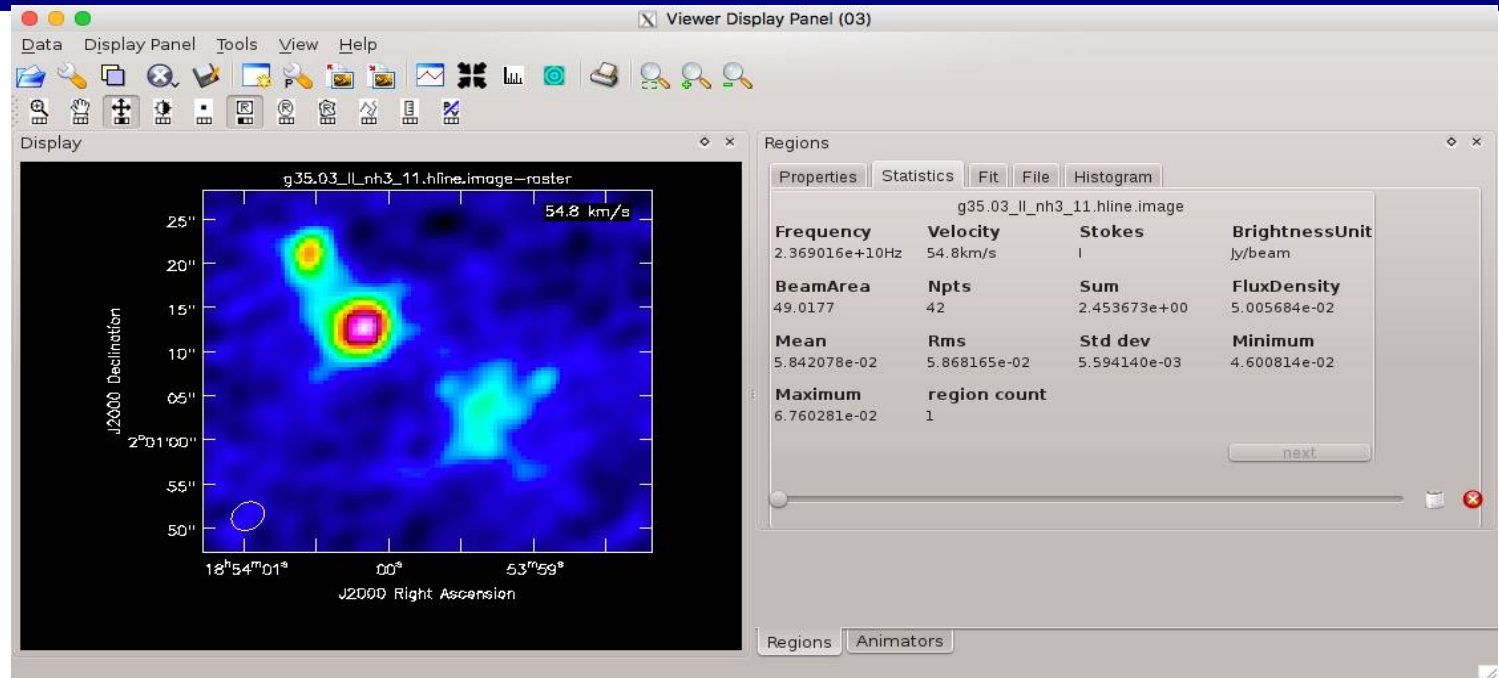 Viewer Display Panel (03)
Data Display Panel Tools View Help
Display
g35.03_II_nh3_11.hline.image-raster
54.8 km/s
25"
20"
15"
10"
05"
2°01'00"
55"
50"
J2000 Declination
18h54m01s 00s 53m59s
J2000 Right Ascension
Regions
Properties Statistics Fit File Histogram
g35.03_II_nh3_11.hline.image
Frequency Velocity Stokes BrightnessUnit
2.369016e+10Hz 54.8km/s I Jy/beam
BeamArea Npts Sum FluxDensity
49.0177 42 2.453673e+00 5.005684e-02
Mean Rms Std dev Minimum
5.842078e-02 5.868165e-02 5.594140e-03 4.600814e-02
Maximum region count
6.760281e-02 1
next
Regions Animators